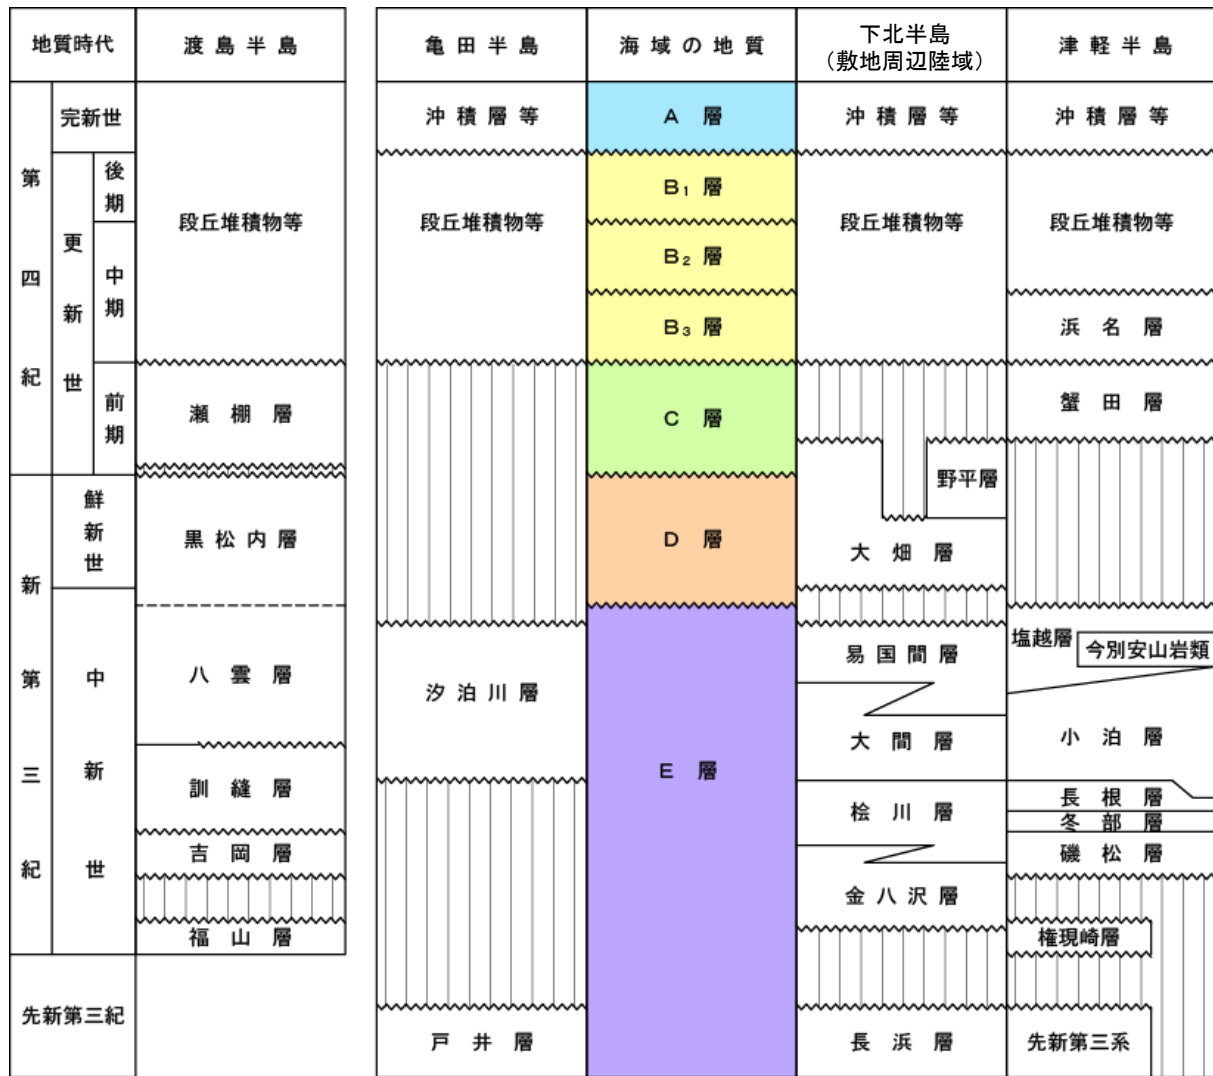 地質時代
渡島半島
亀田半島
海域の地質
下北半島
（敷地周辺陸域）
津軽半島
第四紀
完新世
更新世
後期
中期
前期
新第三紀
鮮新世
中新世
先新第三紀
段丘堆積物等
瀬棚層
黒松内層
八雲層
訓縫層
吉岡層
福山層
沖積層等
段丘堆積物等
汐泊川層
戸井層
A層
B₁層
B₂層
B₃層
C層
D層
E層
沖積層等
段丘堆積物等
野平層
大畑層
易国間層
大間層
桧川層
金八沢層
長浜層
沖積層等
段丘堆積物等
浜名層
蟹田層
塩越層
今別安山岩類
小泊層
長根層
冬部層
磯松層
権現崎層
先新第三系